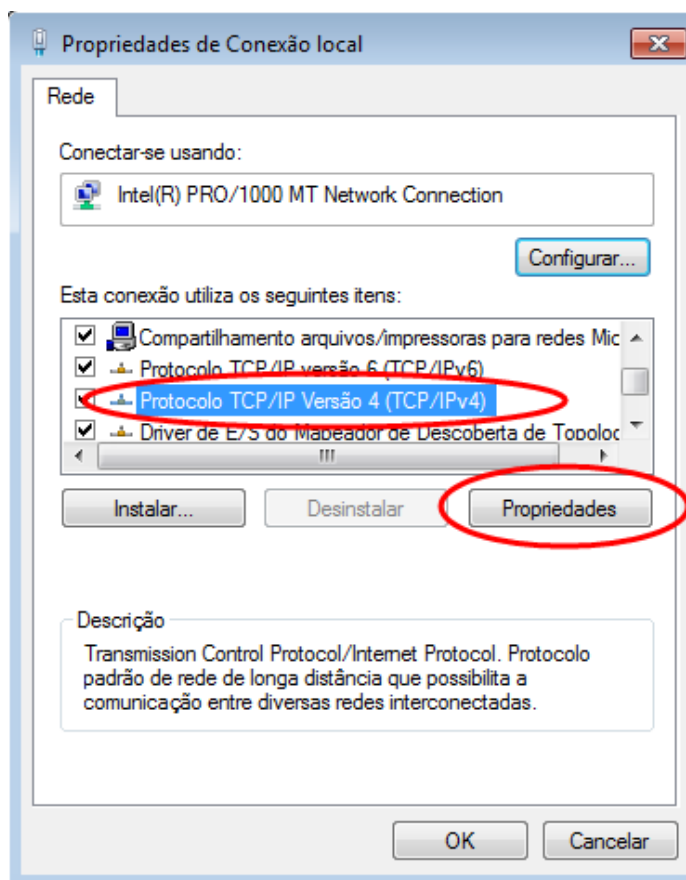 Propriedades de Conexão local
Rede
Conectar-se usando:
Intel(R) PRO/1000 MT Network Connection
Configurar...
Esta conexão utiliza os seguintes itens:
Compartilhamento arquivos/impressoras para redes Mic
Protocolo TCP/IP versão 6 (TCP/IPv6)
Protocolo TCP/IP Versão 4 (TCP/IPv4)
Driver de E/S do Mapeador de Descoberta de Topoloc
Instalar... Desinstalar Propriedades
Descrição
Transmission Control Protocol/Internet Protocol. Protocolo
padrão de rede de longa distância que possibilita a
comunicação entre diversas redes interconectadas.
OK Cancelar